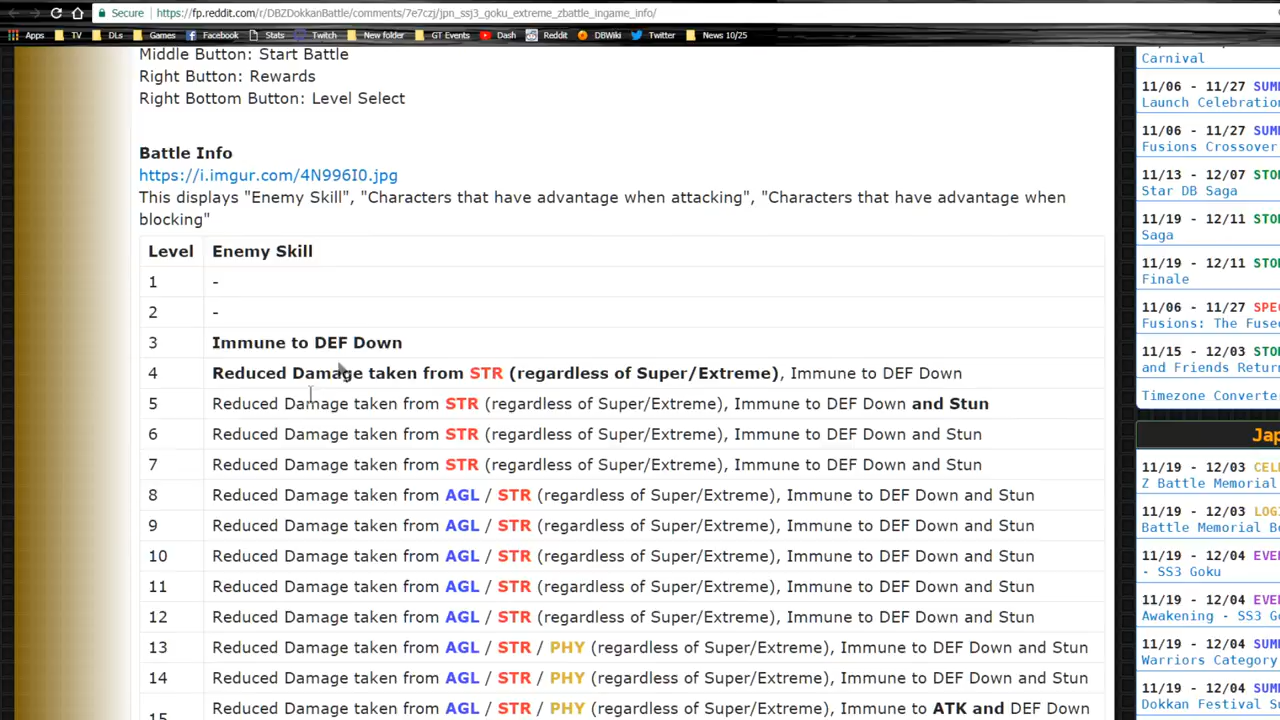 Secure https://fp.reddit.com/r/DBZDokkanBattle/comments/7e7czj/jpn_ssj3_goku_extreme_zbattle_ingame_info/
Apps TV DLs Games Facebook Stats Twitch New folder GT Events Dash Reddit DBWiki Twitter News 10/25
Middle Button: Start Battle
Right Button: Rewards
Right Bottom Button: Level Select
Battle Info
https://i.imgur.com/4N996I0.jpg
This displays "Enemy Skill", "Characters that have advantage when attacking", "Characters that have advantage when
blocking"
Level Enemy Skill
1 -
2 -
3 Immune to DEF Down
4 Reduced Damage taken from STR (regardless of Super/Extreme), Immune to DEF Down
5 Reduced Damage taken from STR (regardless of Super/Extreme), Immune to DEF Down and Stun
6 Reduced Damage taken from STR (regardless of Super/Extreme), Immune to DEF Down and Stun
7 Reduced Damage taken from STR (regardless of Super/Extreme), Immune to DEF Down and Stun
8 Reduced Damage taken from AGL / STR (regardless of Super/Extreme), Immune to DEF Down and Stun
9 Reduced Damage taken from AGL / STR (regardless of Super/Extreme), Immune to DEF Down and Stun
10 Reduced Damage taken from AGL / STR (regardless of Super/Extreme), Immune to DEF Down and Stun
11 Reduced Damage taken from AGL / STR (regardless of Super/Extreme), Immune to DEF Down and Stun
12 Reduced Damage taken from AGL / STR (regardless of Super/Extreme), Immune to DEF Down and Stun
13 Reduced Damage taken from AGL / STR / PHY (regardless of Super/Extreme), Immune to DEF Down and Stun
14 Reduced Damage taken from AGL / STR / PHY (regardless of Super/Extreme), Immune to DEF Down and Stun
15 Reduced Damage taken from AGL / STR / PHY (regardless of Super/Extreme), Immune to ATK and DEF Down
Carnival
11/06 - 11/27 SUMM
Launch Celebration
11/06 - 11/27 SUMM
Fusions Crossover
11/13 - 12/07 STO
Star DB Saga
11/19 - 12/11 STO
Saga
11/19 - 12/11 STO
Finale
11/06 - 11/27 SPE
Fusions: The Fuse
11/15 - 12/03 STO
and Friends Retur
Timezone Converte
Jap
11/19 - 12/03 CEL
Z Battle Memorial
11/19 - 12/03 LOG
Battle Memorial B
11/19 - 12/04 EVE
- SS3 Goku
11/19 - 12/04 EVE
Awakening - SS3 G
11/19 - 12/04 SUM
Warriors Category
11/19 - 12/04 SUM
Dokkan Festival S